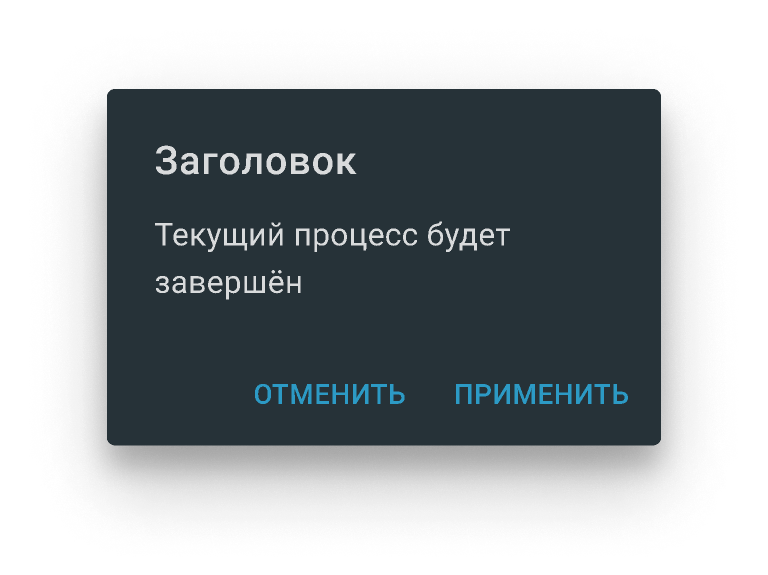 Заголовок
Текущий процесс будет
завершён
ОТМЕНИТЬ ПРИМЕНИТЬ